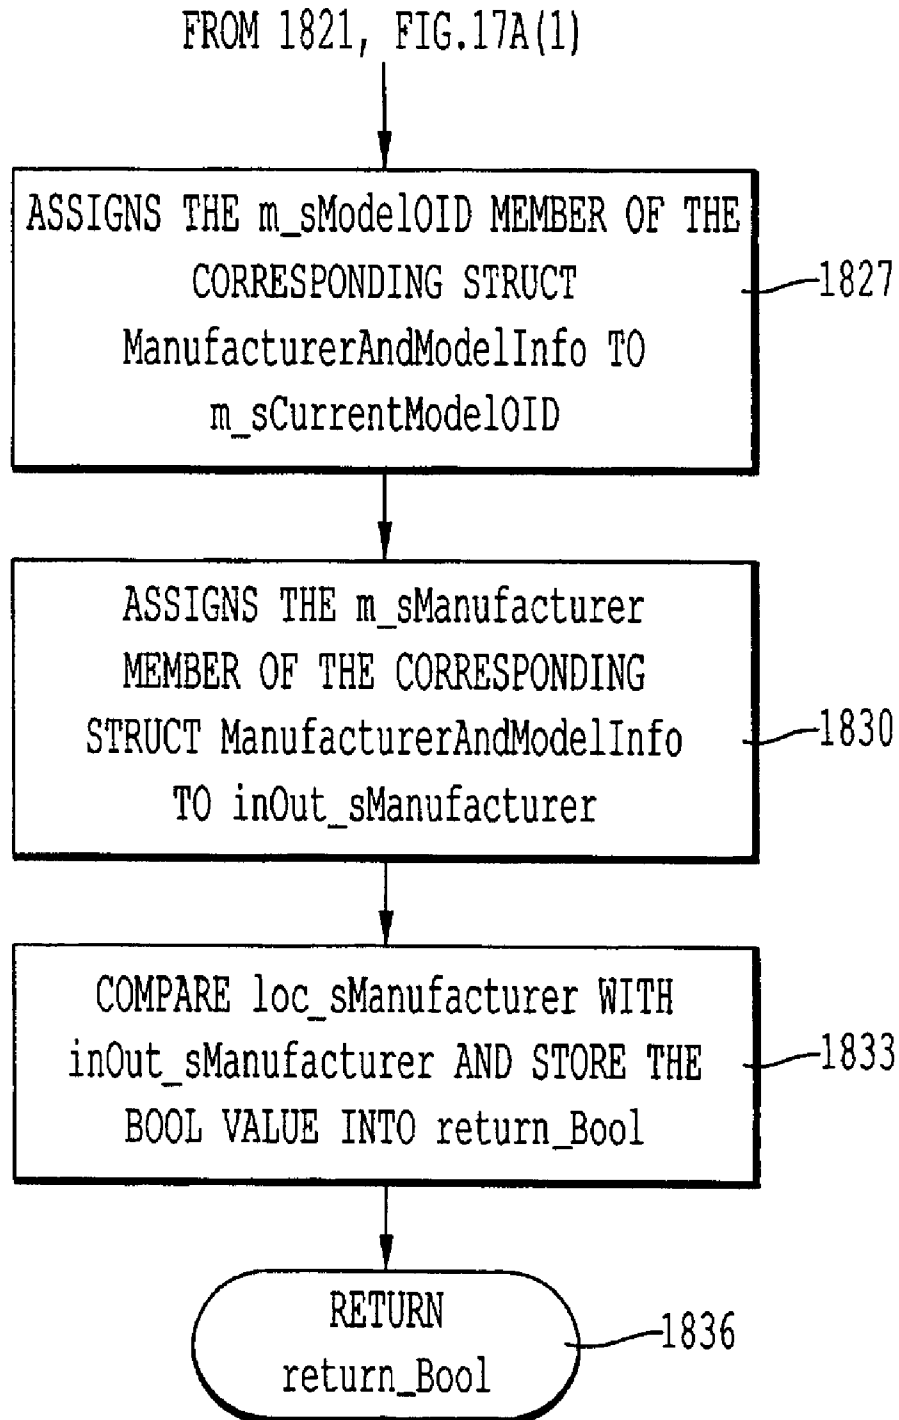 FROM 1821, FIG.17A(1)
ASSIGNS THE m_sModelOID MEMBER OF THE
CORRESPONDING STRUCT
ManufacturerAndModelInfo TO
m_sCurrentModelOID
1827
ASSIGNS THE m_sManufacturer
MEMBER OF THE CORRESPONDING
STRUCT ManufacturerAndModelInfo
TO inOut_sManufacturer
1830
COMPARE loc_sManufacturer WITH
inOut_sManufacturer AND STORE THE
BOOL VALUE INTO return_Bool
1833
RETURN
return_Bool
1836